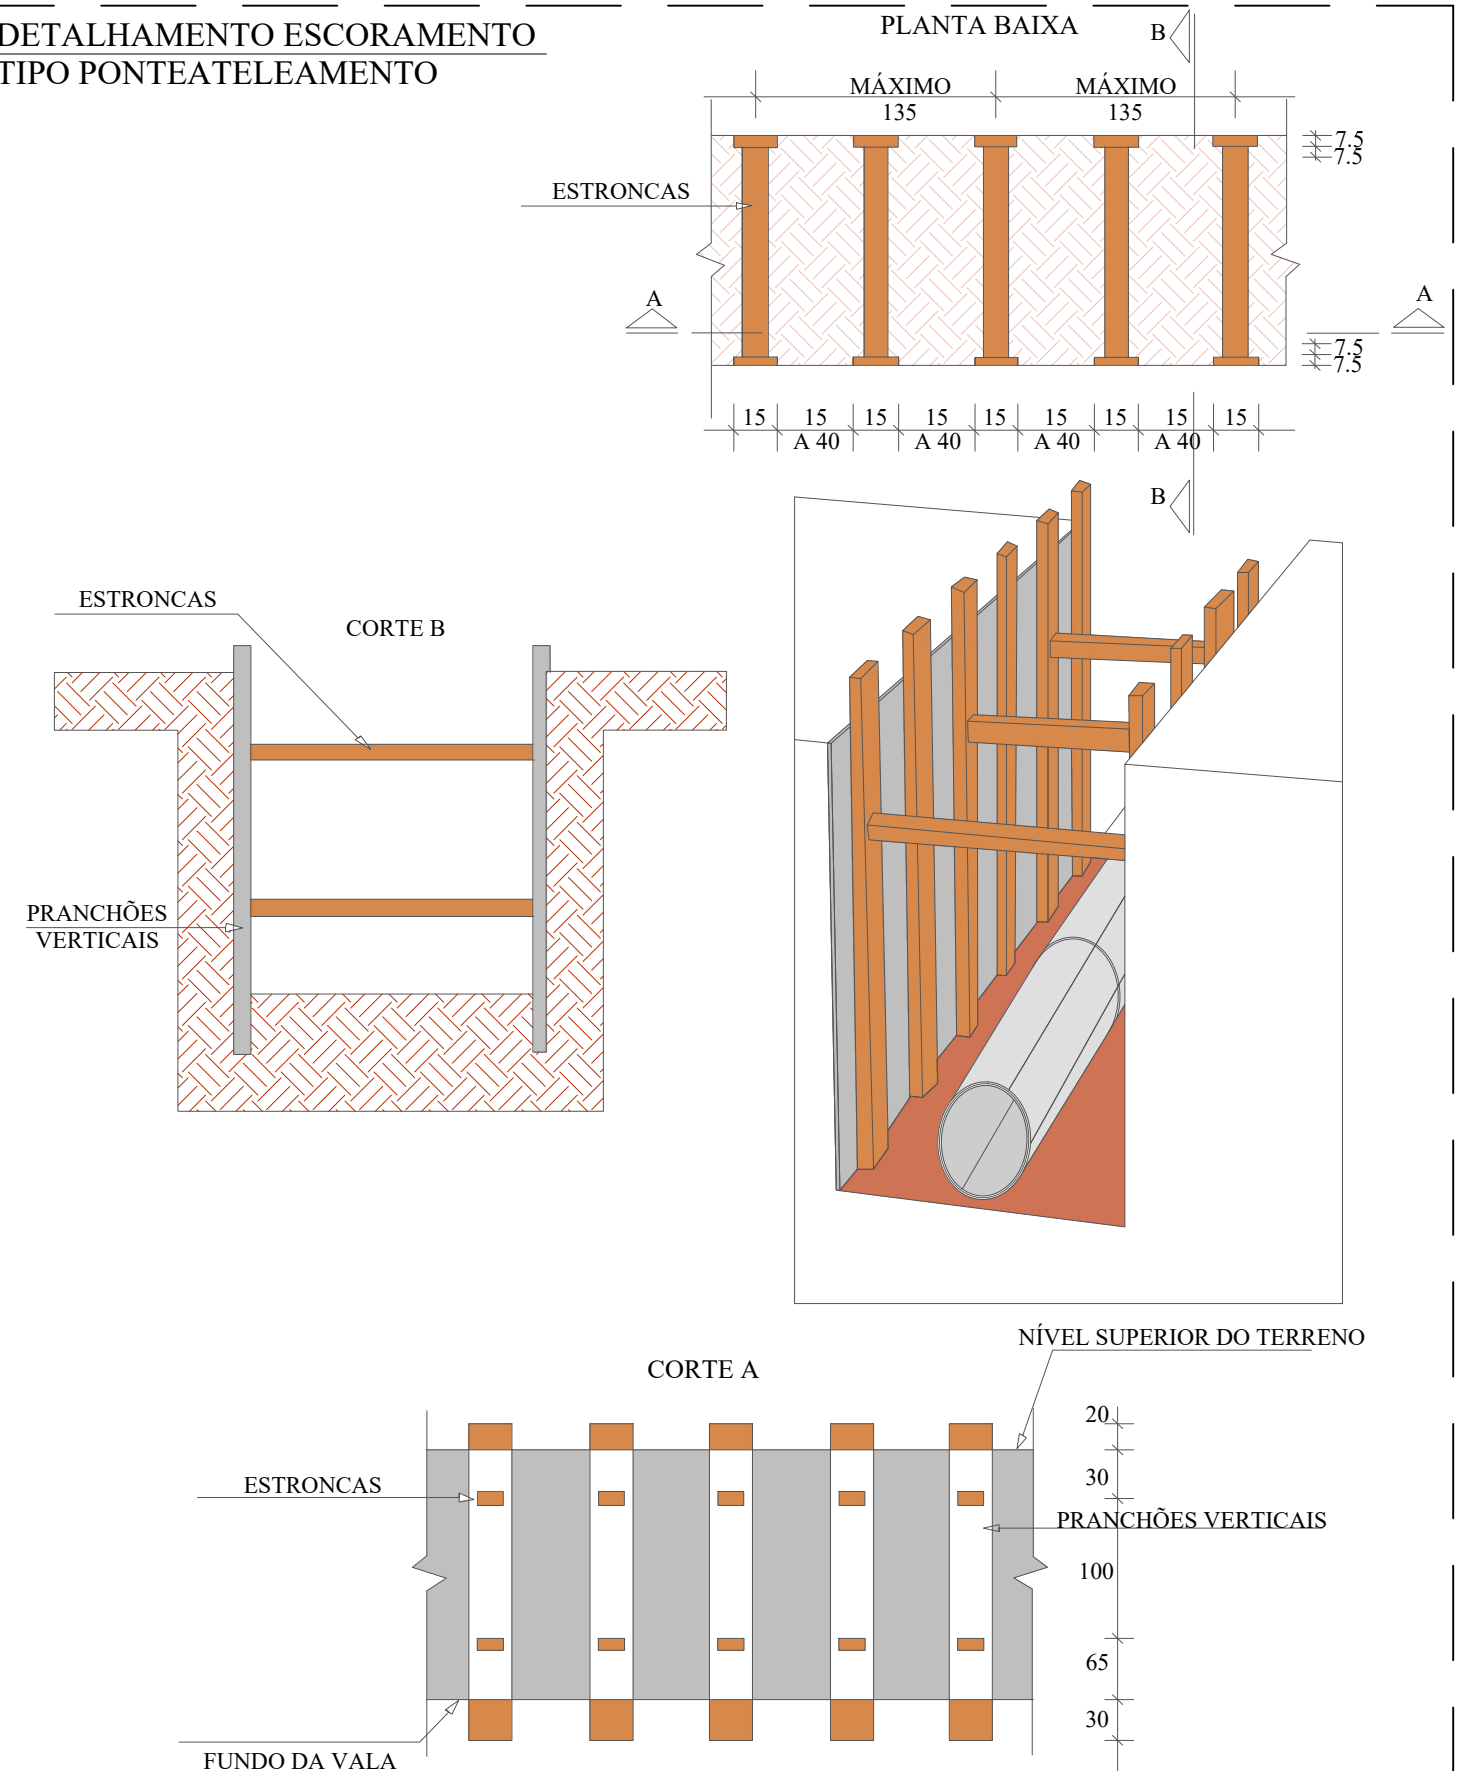 DETALHAMENTO ESCORAMENTO
TIPO PONTEATELEAMENTO
PLANTA BAIXA
B
MÁXIMO
MÁXIMO
135
135
7.5
7.5
ESTRONCAS
A
A
7.5
7.5
15
15
15
15
15
15
15
15
15
A 40
A 40
A 40
A 40
B
ESTRONCAS
CORTE B
PRANCHÕES
VERTICAIS
NÍVEL SUPERIOR DO TERRENO
CORTE A
20
30
ESTRONCAS
PRANCHÕES VERTICAIS
100
65
30
FUNDO DA VALA